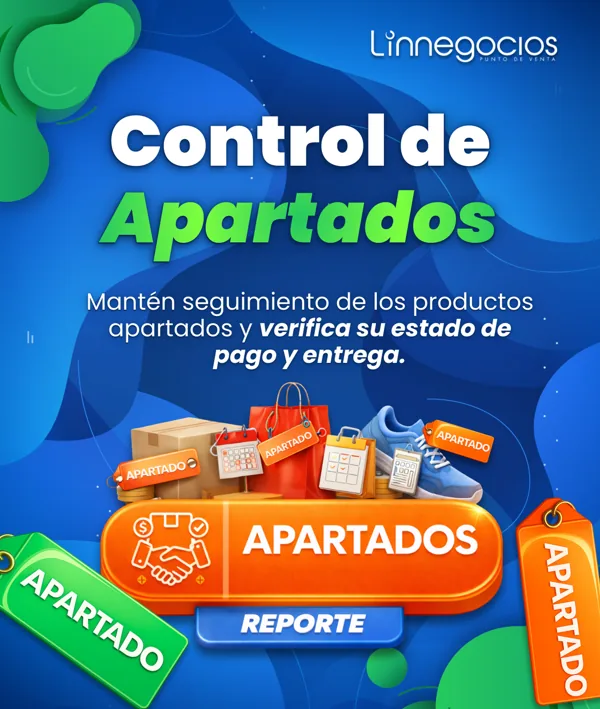 Linnegocios
PUNTO DE VENTA
Control de
Apartados
Mantén seguimiento de los productos
apartados y verifica su estado de
pago y entrega.
APARTADO
APARTADO
APARTADO
APARTADOS
REPORTE
APARTADO
APARTADO